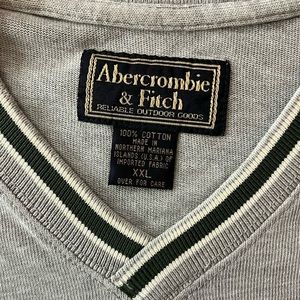 Abercrombie
& Fitch
RELIABLE OUTDOOR GOODS
100% COTTON
MADE IN
NORTHERN MARIANA
ISLANDS (U.S.A.) OF
IMPORTED FABRIC
XXL
OVER FOR CARE